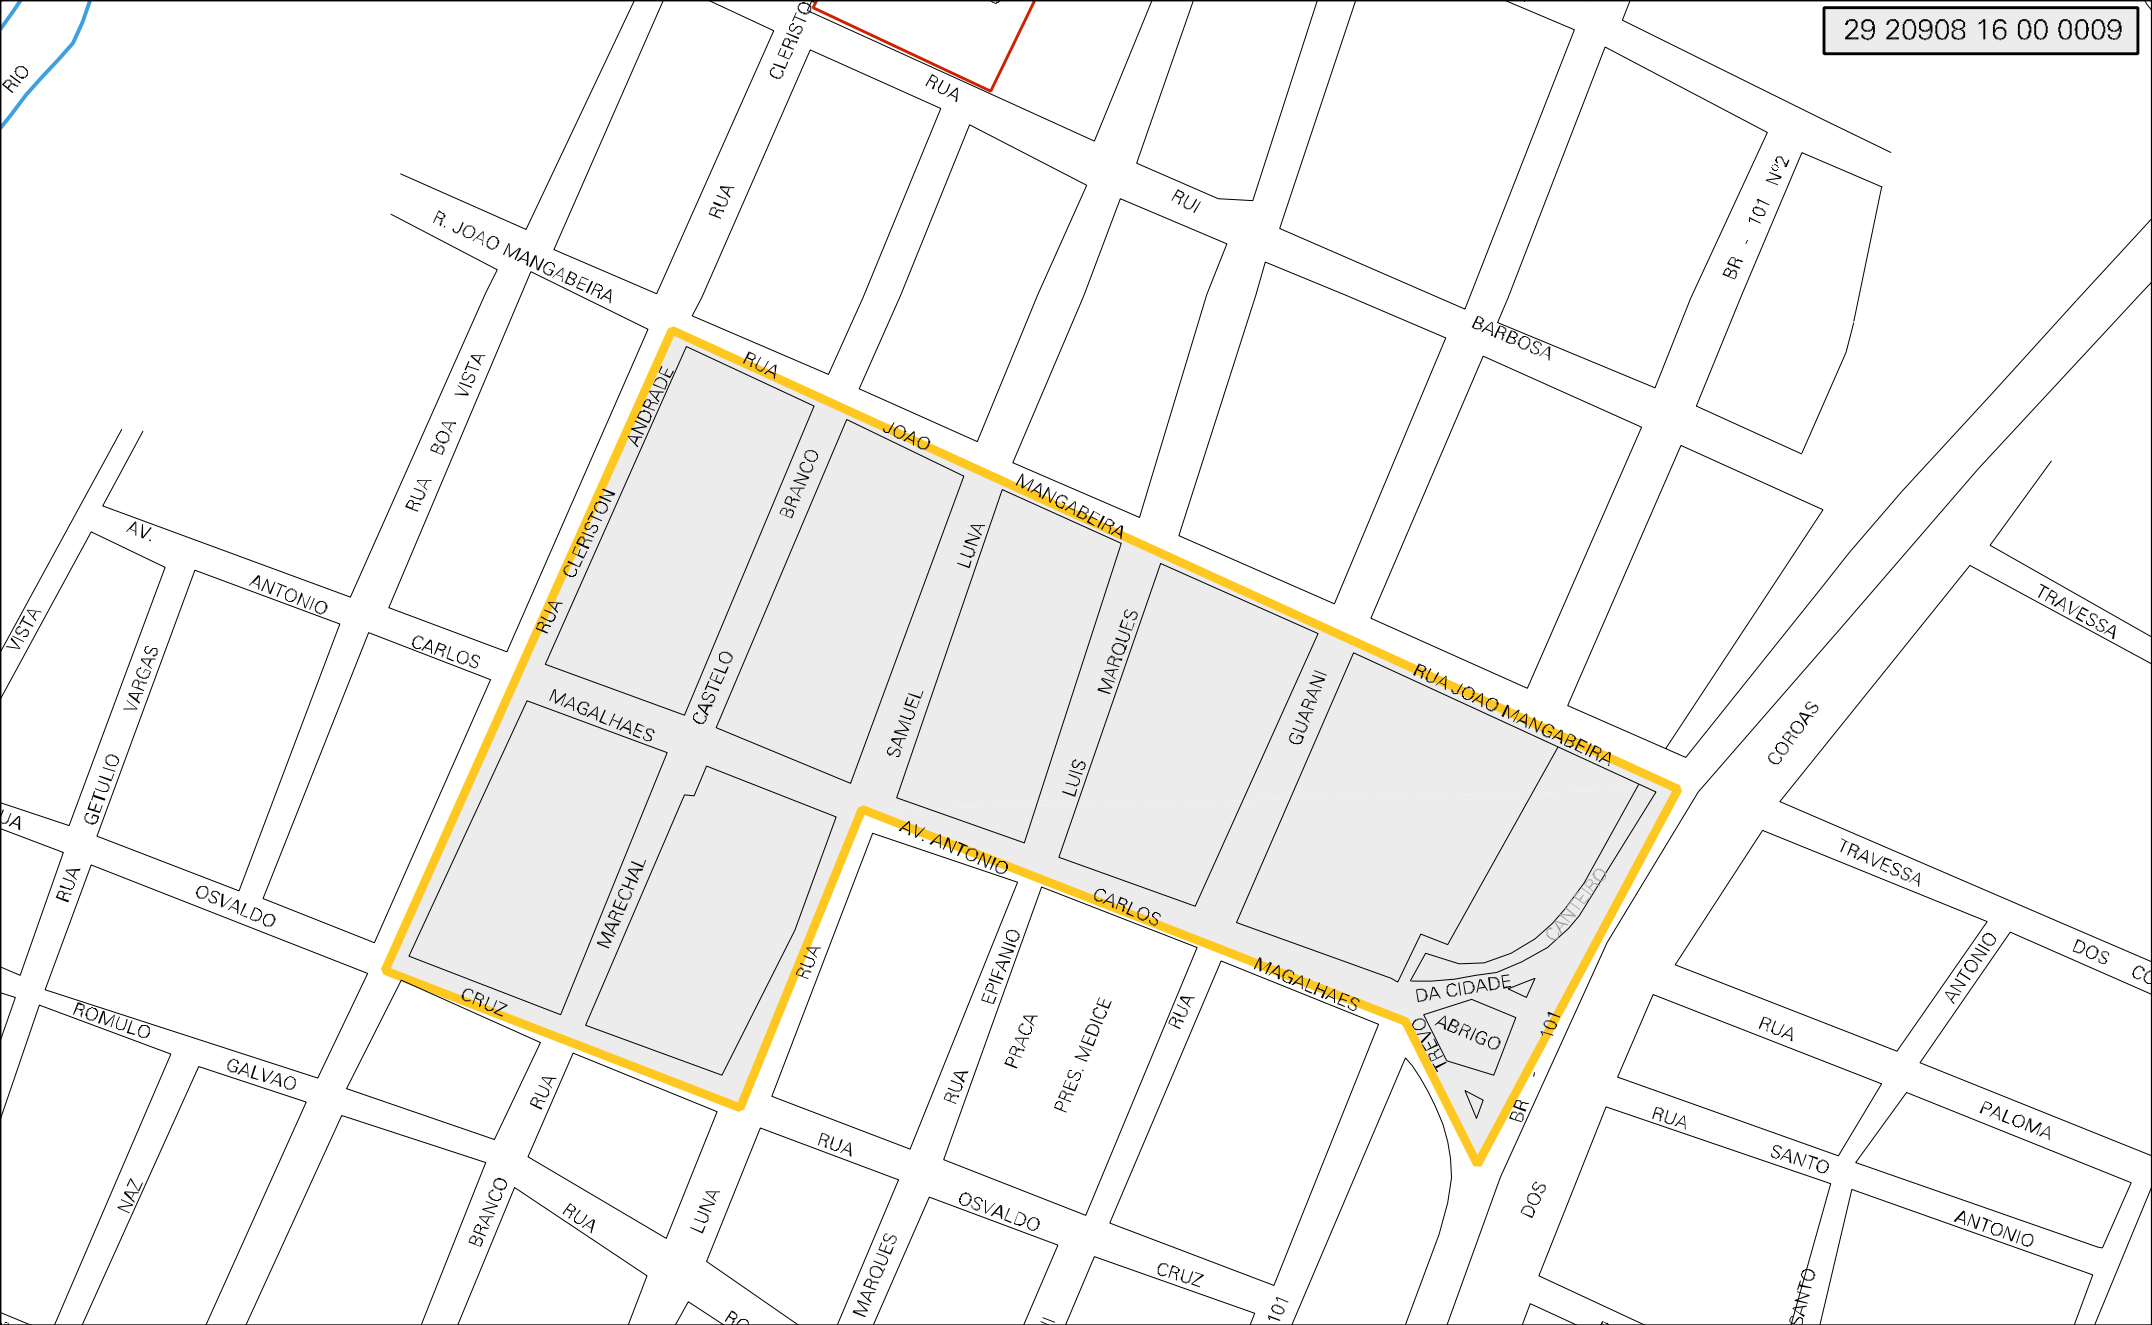 29 20908 16 00 0009
RIO
CLERISTO
RUA
RUA
RUI
BARBOSA
BR - 101 Nº2
R. JOAO MANGABEIRA
RUA BOA VISTA
RUA JOAO MANGABEIRA
RUA CLERISTON ANDRADE
BRANCO
LUNA
MARQUES
GUARANI
RUA JOAO MANGABEIRA
COROAS
TRAVESSA
AV. ANTONIO CARLOS
VISTA
VARGAS
GETULIO
MAGALHAES
CASTELO
SAMUEL
LUIS
UA
RUA
OSVALDO
AV. ANTONIO CARLOS MAGALHAES
MARECHAL
RUA
CANTEIRO
DA CIDADE
TREVO
ABRIGO
TRAVESSA
DOS CO
ANTONIO
CRUZ
ROMULO
GALVAO
EPIFANIO
RUA
PRACA
PRES. MEDICE
RUA
BR - 101
RUA
PALOMA
RUA
SANTO
ANTONIO
RUA
RUA
NAZ
BRANCO
RUA
LUNA
OSVALDO
CRUZ
MARQUES
DOS
101
SANTO
RO